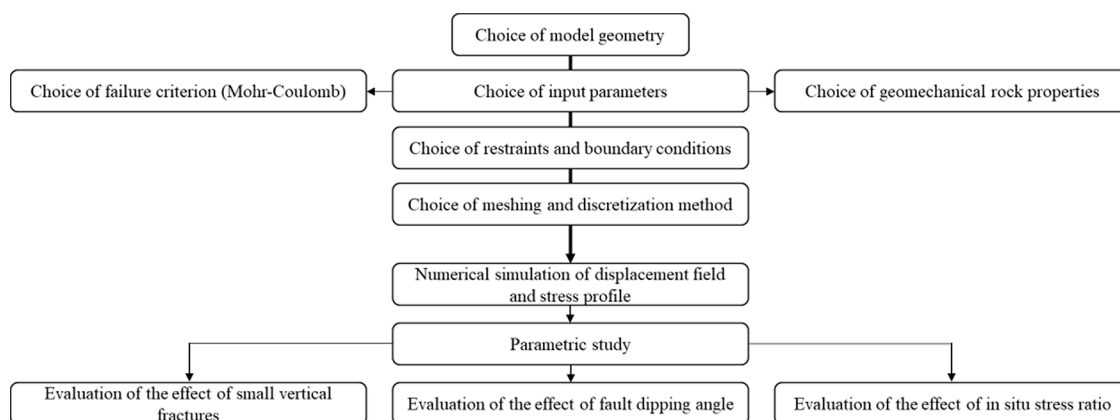 Choice of model geometry
Choice of failure criterion (Mohr-Coulomb)
Choice of input parameters
Choice of geomechanical rock properties
Choice of restraints and boundary conditions
Choice of meshing and discretization method
Numerical simulation of displacement field
and stress profile
Parametric study
Evaluation of the effect of small vertical
fractures
Evaluation of the effect of fault dipping angle
Evaluation of the effect of in situ stress ratio